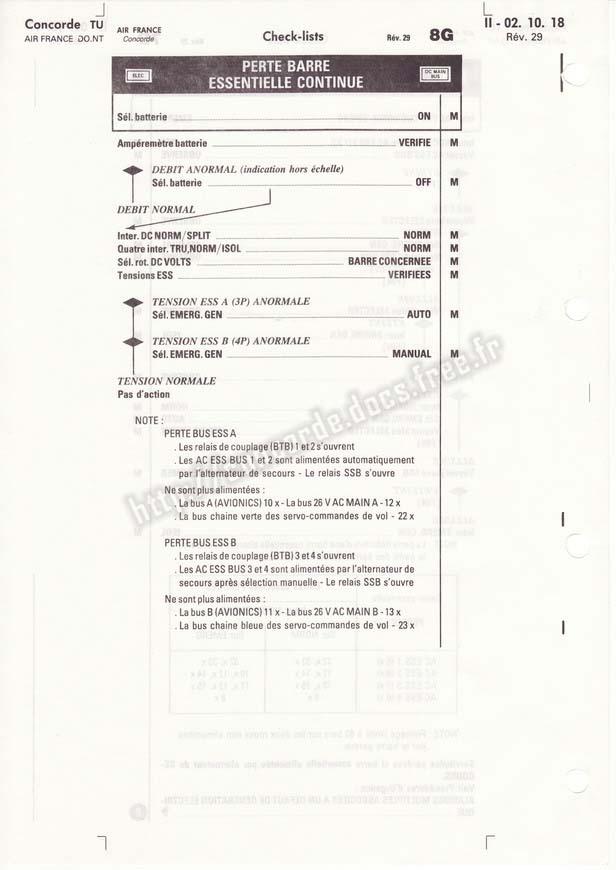 Concorde TU
AIR FRANCE DO.NT
AIR FRANCE
Concorde
Check-lists
Rév. 29
8G
II - 02. 10. 18
Rév. 29
ELEC
PERTE BARRE
ESSENTIELLE CONTINUE
DC MAIN
BUS
Sél. batterie ON M
Ampéremètre batterie VERIFIE M
DEBIT ANORMAL (indication hors échelle)
Sél. batterie OFF M
DEBIT NORMAL
Inter. DC NORM/SPLIT NORM M
Quatre inter. TRU, NORM/ISOL NORM M
Sél. rot. DC VOLTS BARRE CONCERNEE M
Tensions ESS VERIFIEES M
TENSION ESS A (3P) ANORMALE
Sél. EMERG. GEN AUTO M
TENSION ESS B (4P) ANORMALE
Sél. EMERG. GEN MANUAL M
TENSION NORMALE
Pas d'action
NOTE :
PERTE BUS ESS A
. Les relais de couplage (BTB) 1 et 2 s'ouvrent
. Les AC ESS BUS 1 et 2 sont alimentées automatiquement
par l'alternateur de secours - Le relais SSB s'ouvre
Ne sont plus alimentées :
. La bus A (AVIONICS) 10 x - La bus 26 V AC MAIN A - 12 x
. La bus chaine verte des servo-commandes de vol - 22 x
PERTE BUS ESS B
. Les relais de couplage (BTB) 3 et 4 s'ouvrent
. Les AC ESS BUS 3 et 4 sont alimentées par l'alternateur de
secours après sélection manuelle - Le relais SSB s'ouvre
Ne sont plus alimentées :
. La bus B (AVIONICS) 11 x - La bus 26 V AC MAIN B - 13 x
. La bus chaine bleue des servo-commandes de vol - 23 x
http://concorde.docs.free.fr